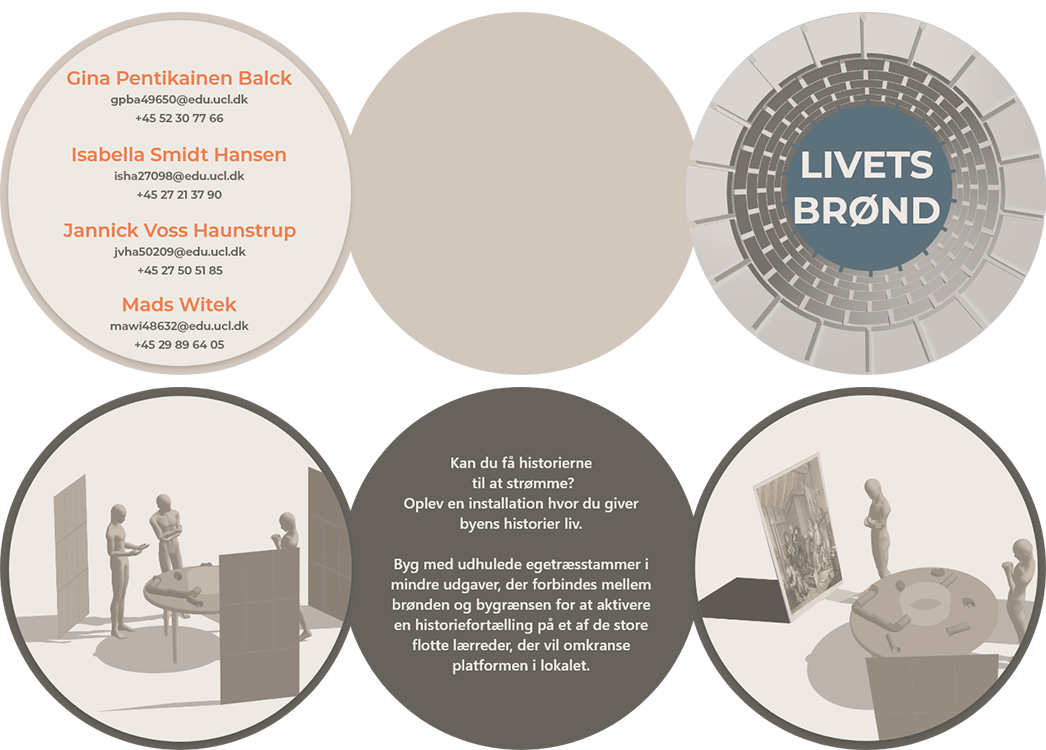 Gina Pentikainen Balck
gpba49650@edu.ucl.dk
+45 52 30 77 66
Isabella Smidt Hansen
isha27098@edu.ucl.dk
+45 27 21 37 90
Jannick Voss Haunstrup
jvha50209@edu.ucl.dk
+45 27 50 51 85
Mads Witek
mawi48632@edu.ucl.dk
+45 29 89 64 05
LIVETS
BRØND
Kan du få historierne
til at strømme?
Oplev en installation hvor du giver
byens historier liv.
Byg med udhulede egetræsstammer i
mindre udgaver, der forbindes mellem
brønden og bygrænsen for at aktivere
en historiefortælling på et af de store
flotte lærreder, der vil omkranse
platformen i lokalet.